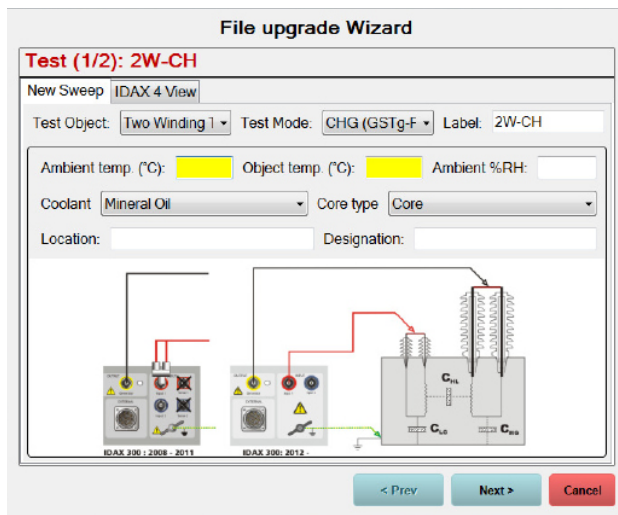 File upgrade Wizard
Test (1/2): 2W-CH
New Sweep IDAX 4 View
Test Object: Two Winding T Test Mode: CHG (GSTg-F Label: 2W-CH
Ambient temp. (°C): Object temp. (°C): Ambient %RH:
Coolant Mineral Oil Core type Core
Location: Designation:
CHL
CLG CHG
IDAX 300 : 2008 - 2011 IDAX 300: 2012 -
< Prev Next > Cancel